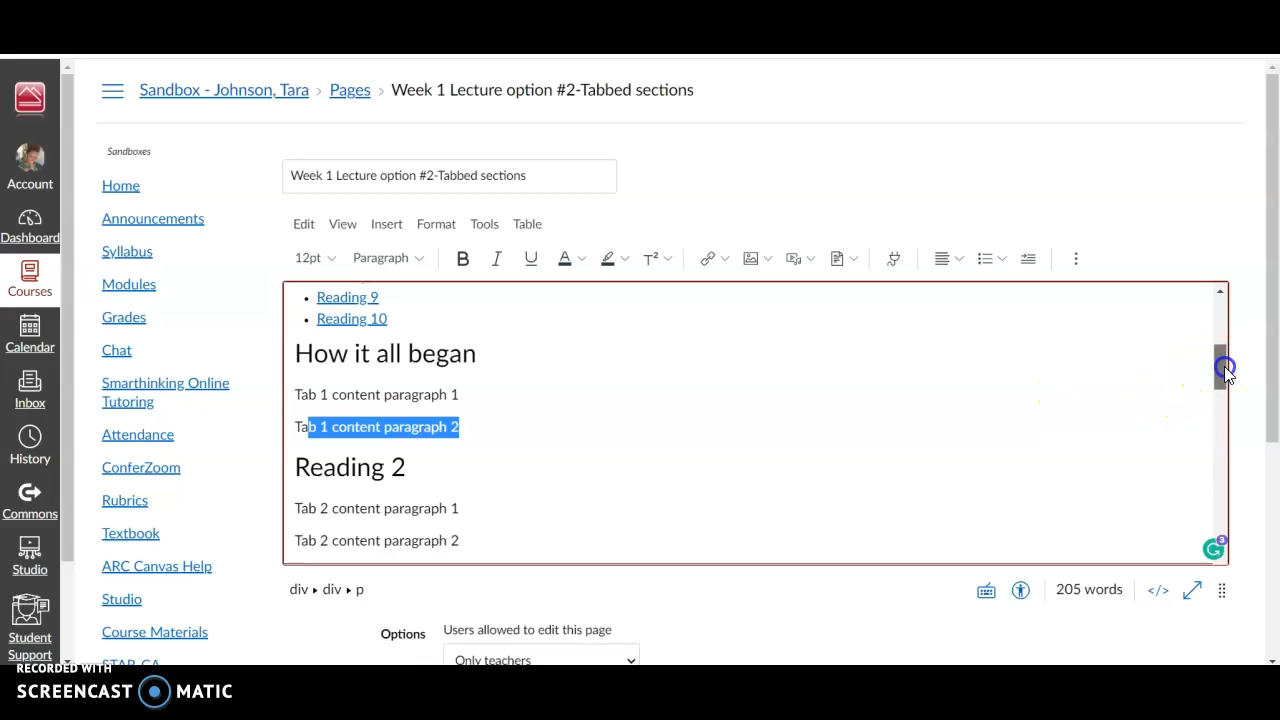 Sandbox - Johnson, Tara › Pages › Week 1 Lecture option #2-Tabbed sections
Account
Dashboard
Courses
Calendar
Inbox
History
Commons
Studio
Student
Support
Sandboxes
Home
Announcements
Syllabus
Modules
Grades
Chat
Smarthinking Online
Tutoring
Attendance
ConferZoom
Rubrics
Textbook
ARC Canvas Help
Studio
Course Materials
STAR-CA
Week 1 Lecture option #2-Tabbed sections
Edit View Insert Format Tools Table
12pt Paragraph B I U A T²
• Reading 9
• Reading 10
How it all began
Tab 1 content paragraph 1
Tab 1 content paragraph 2
Reading 2
Tab 2 content paragraph 1
Tab 2 content paragraph 2
G 3
div ▸ div ▸ p
205 words </>
Options Users allowed to edit this page
Only teachers
RECORDED WITH
SCREENCAST MATIC